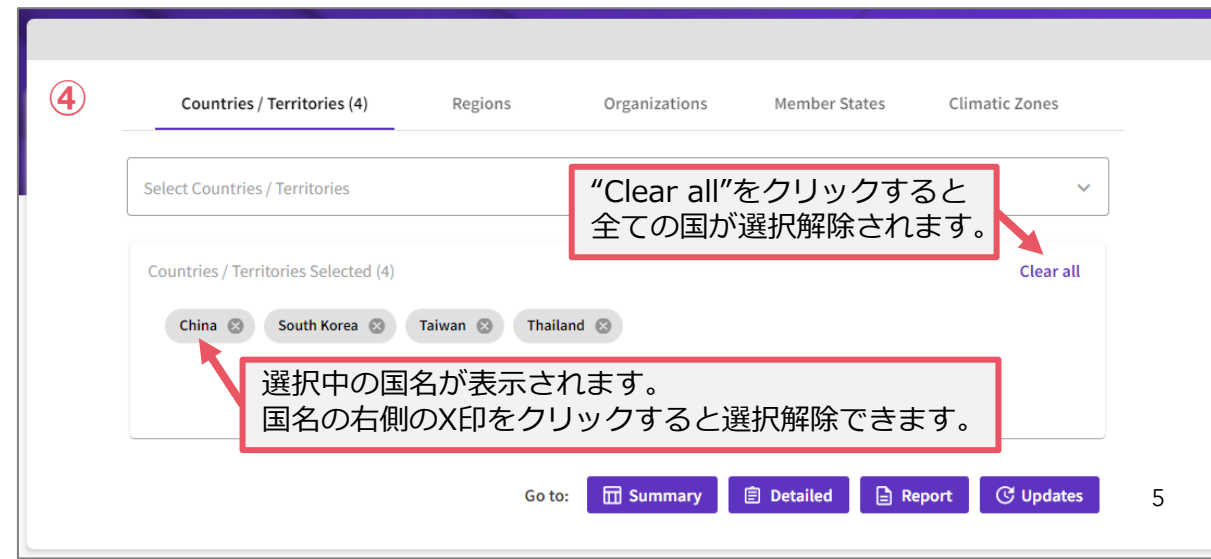 ④
Countries / Territories (4) Regions Organizations Member States Climatic Zones
Select Countries / Territories
“Clear all”をクリックすると
全ての国が選択解除されます。
Countries / Territories Selected (4)
Clear all
China South Korea Taiwan Thailand
選択中の国名が表示されます。
国名の右側のX印をクリックすると選択解除できます。
Go to: Summary Detailed Report Updates
5